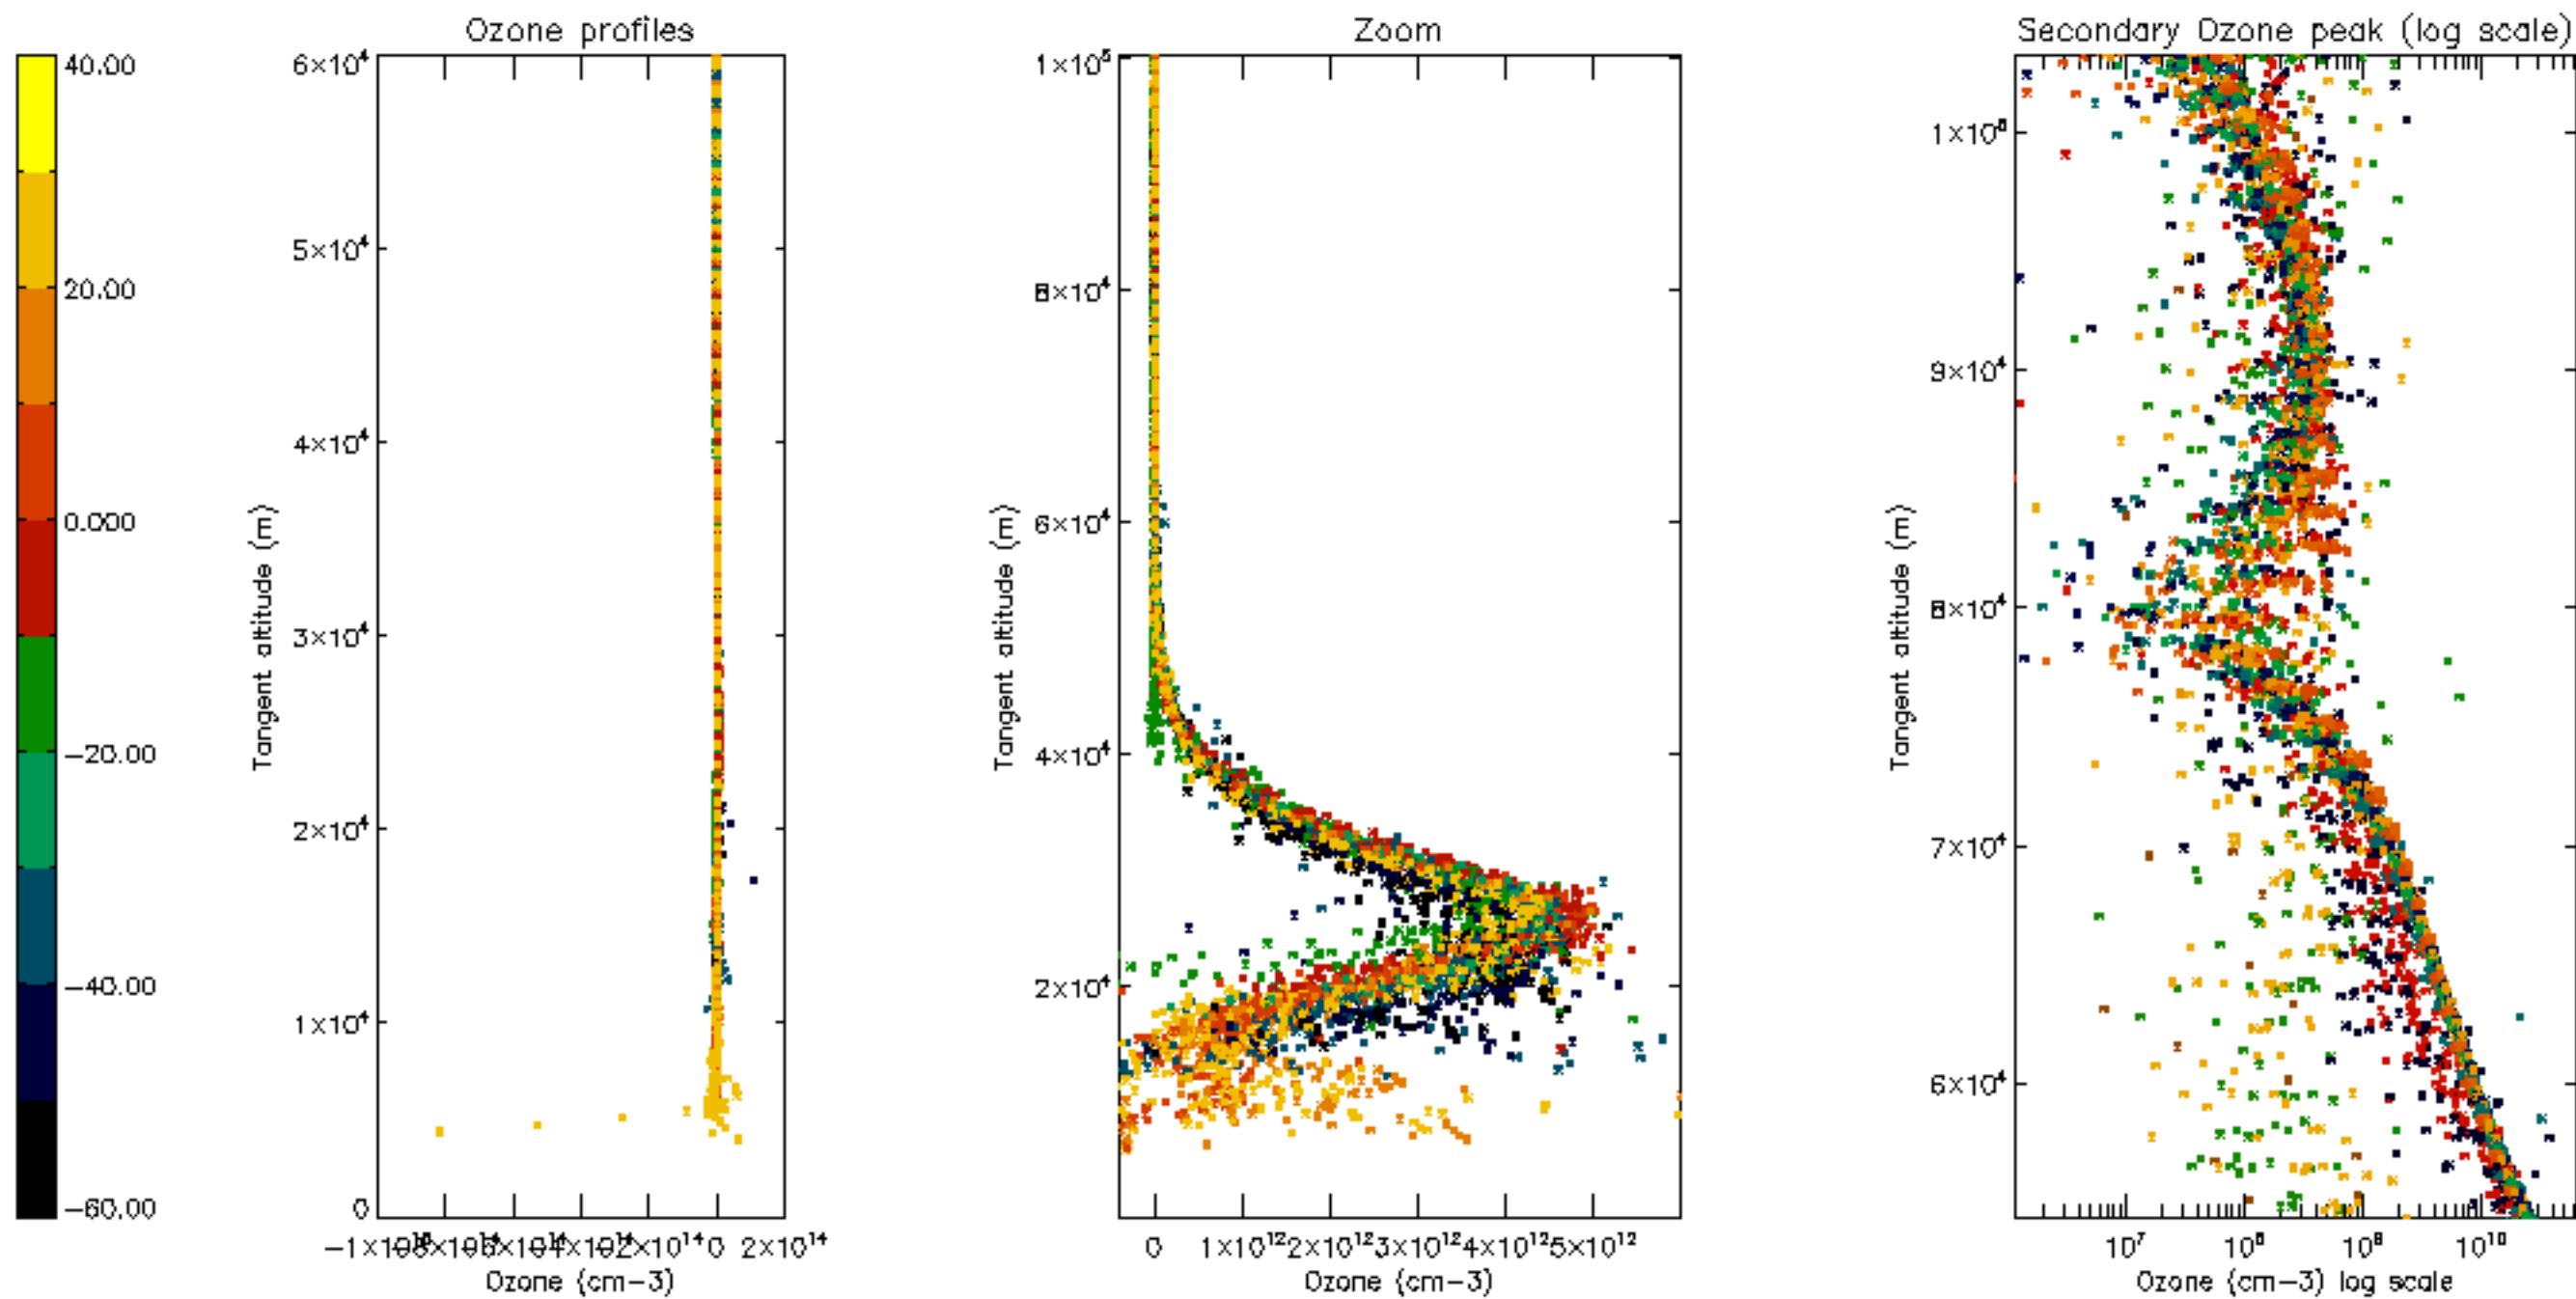 Ozone profiles
Zoom
Secondary Ozone peak (log scale)
40.00
20.00
0.000
-20.00
-40.00
-60.00
6×10⁴
5×10⁴
4×10⁴
3×10⁴
2×10⁴
1×10⁴
0
Tangent altitude (m)
0 2×10¹⁴
Ozone (cm-3)
1×10⁵
8×10⁴
6×10⁴
4×10⁴
2×10⁴
Tangent altitude (m)
0 1×10¹² 2×10¹² 3×10¹² 4×10¹² 5×10¹²
Ozone (cm-3)
9×10⁴
8×10⁴
7×10⁴
6×10⁴
Tangent altitude (m)
10⁷ 10⁸ 10⁹ 10¹⁰
Ozone (cm-3) log scale